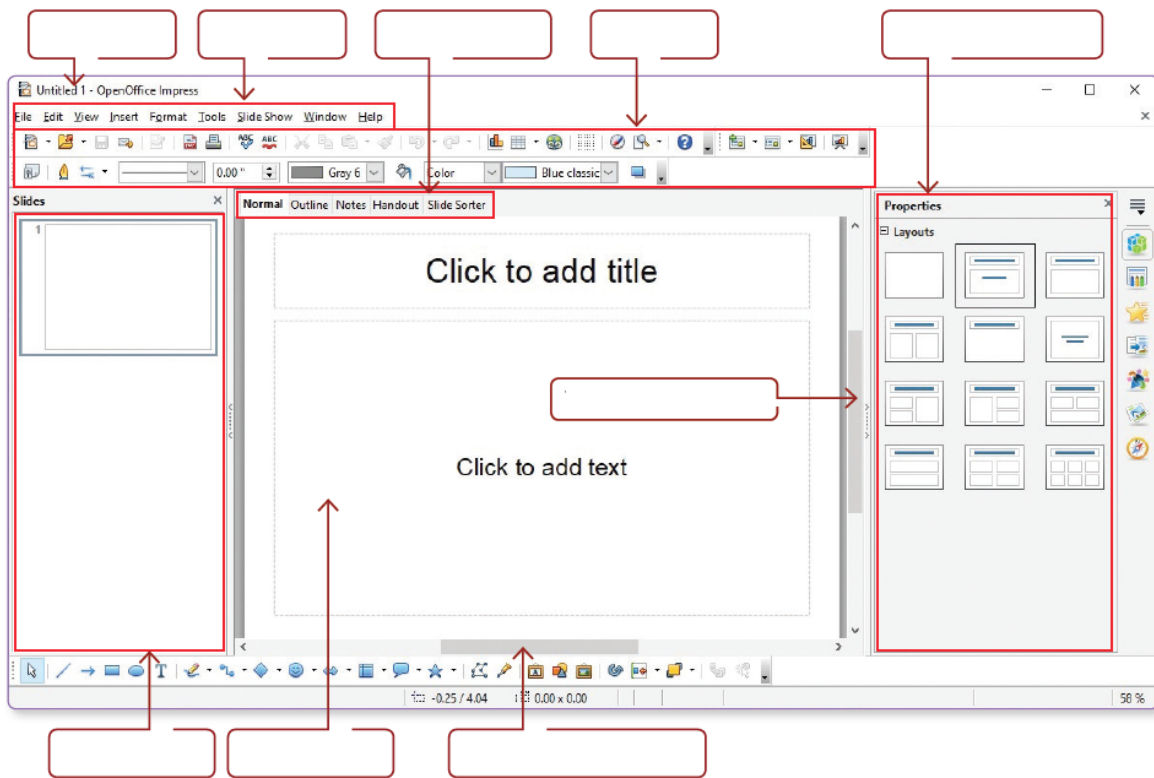 Untitled 1 - OpenOffice Impress
File Edit View Insert Format Tools Slide Show Window Help
ABC ABC
0.00 " Gray 6 Color Blue classic
Slides
Normal Outline Notes Handout Slide Sorter
Properties
Layouts
1
Click to add title
Click to add text
T
-0.25 / 4.04 0.00 x 0.00 58 %